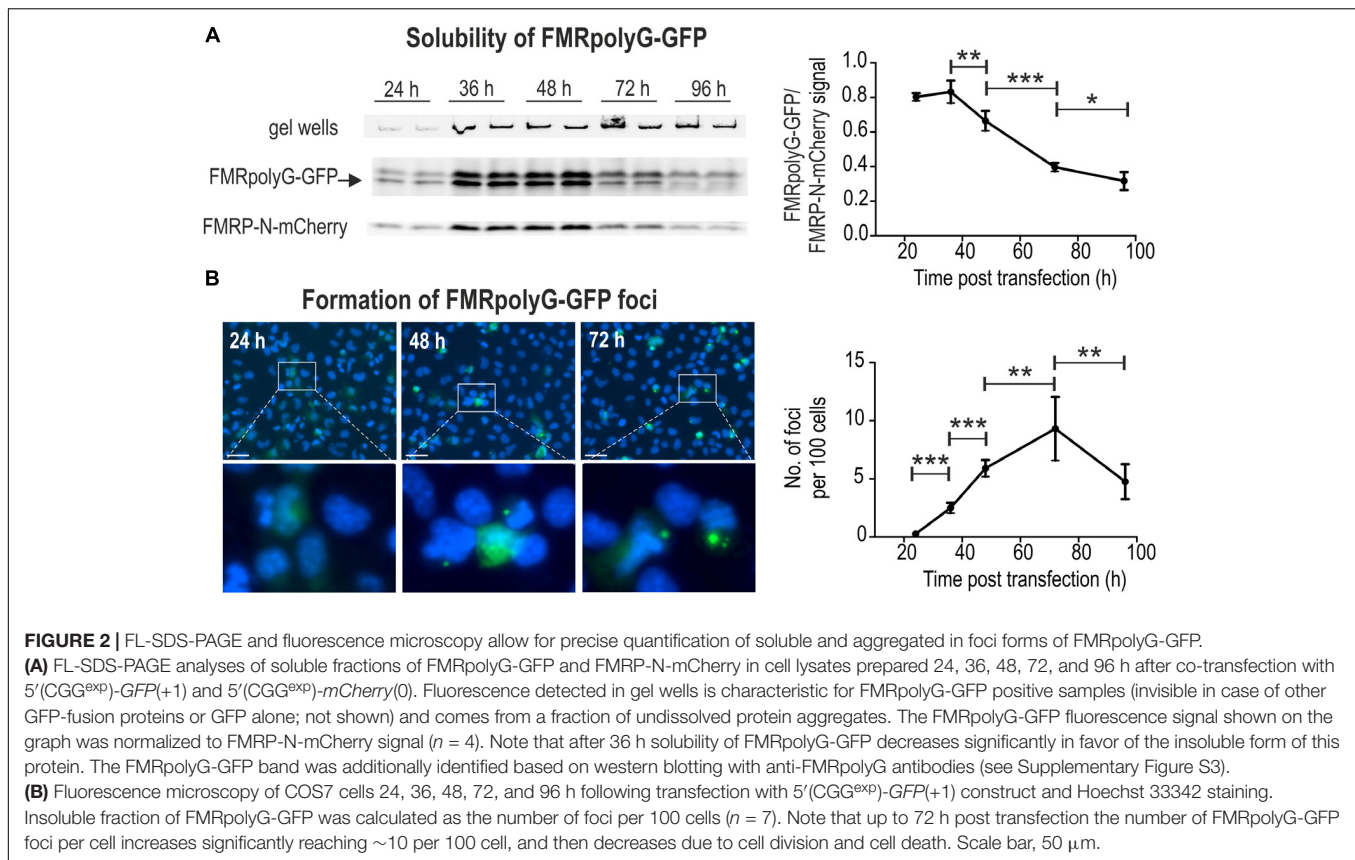 A
Solubility of FMRpolyG-GFP
24 h 36 h 48 h 72 h 96 h
gel wells
FMRpolyG-GFP
FMRP-N-mCherry
FMRpolyG-GFP/
FMRP-N-mCherry signal
1.0
0.8
0.6
0.4
0.2
0.0
** *** *
20 40 60 80 100
Time post transfection (h)
B
Formation of FMRpolyG-GFP foci
24 h 48 h 72 h
No. of foci
per 100 cells
15
10
5
0
*** *** ** **
20 40 60 80 100
Time post transfection (h)
FIGURE 2 | FL-SDS-PAGE and fluorescence microscopy allow for precise quantification of soluble and aggregated in foci forms of FMRpolyG-GFP.
(A) FL-SDS-PAGE analyses of soluble fractions of FMRpolyG-GFP and FMRP-N-mCherry in cell lysates prepared 24, 36, 48, 72, and 96 h after co-transfection with
5′(CGGexp)-GFP(+1) and 5′(CGGexp)-mCherry(0). Fluorescence detected in gel wells is characteristic for FMRpolyG-GFP positive samples (invisible in case of other
GFP-fusion proteins or GFP alone; not shown) and comes from a fraction of undissolved protein aggregates. The FMRpolyG-GFP fluorescence signal shown on the
graph was normalized to FMRP-N-mCherry signal (n = 4). Note that after 36 h solubility of FMRpolyG-GFP decreases significantly in favor of the insoluble form of this
protein. The FMRpolyG-GFP band was additionally identified based on western blotting with anti-FMRpolyG antibodies (see Supplementary Figure S3).
(B) Fluorescence microscopy of COS7 cells 24, 36, 48, 72, and 96 h following transfection with 5′(CGGexp)-GFP(+1) construct and Hoechst 33342 staining.
Insoluble fraction of FMRpolyG-GFP was calculated as the number of foci per 100 cells (n = 7). Note that up to 72 h post transfection the number of FMRpolyG-GFP
foci per cell increases significantly reaching ~10 per 100 cell, and then decreases due to cell division and cell death. Scale bar, 50 μm.